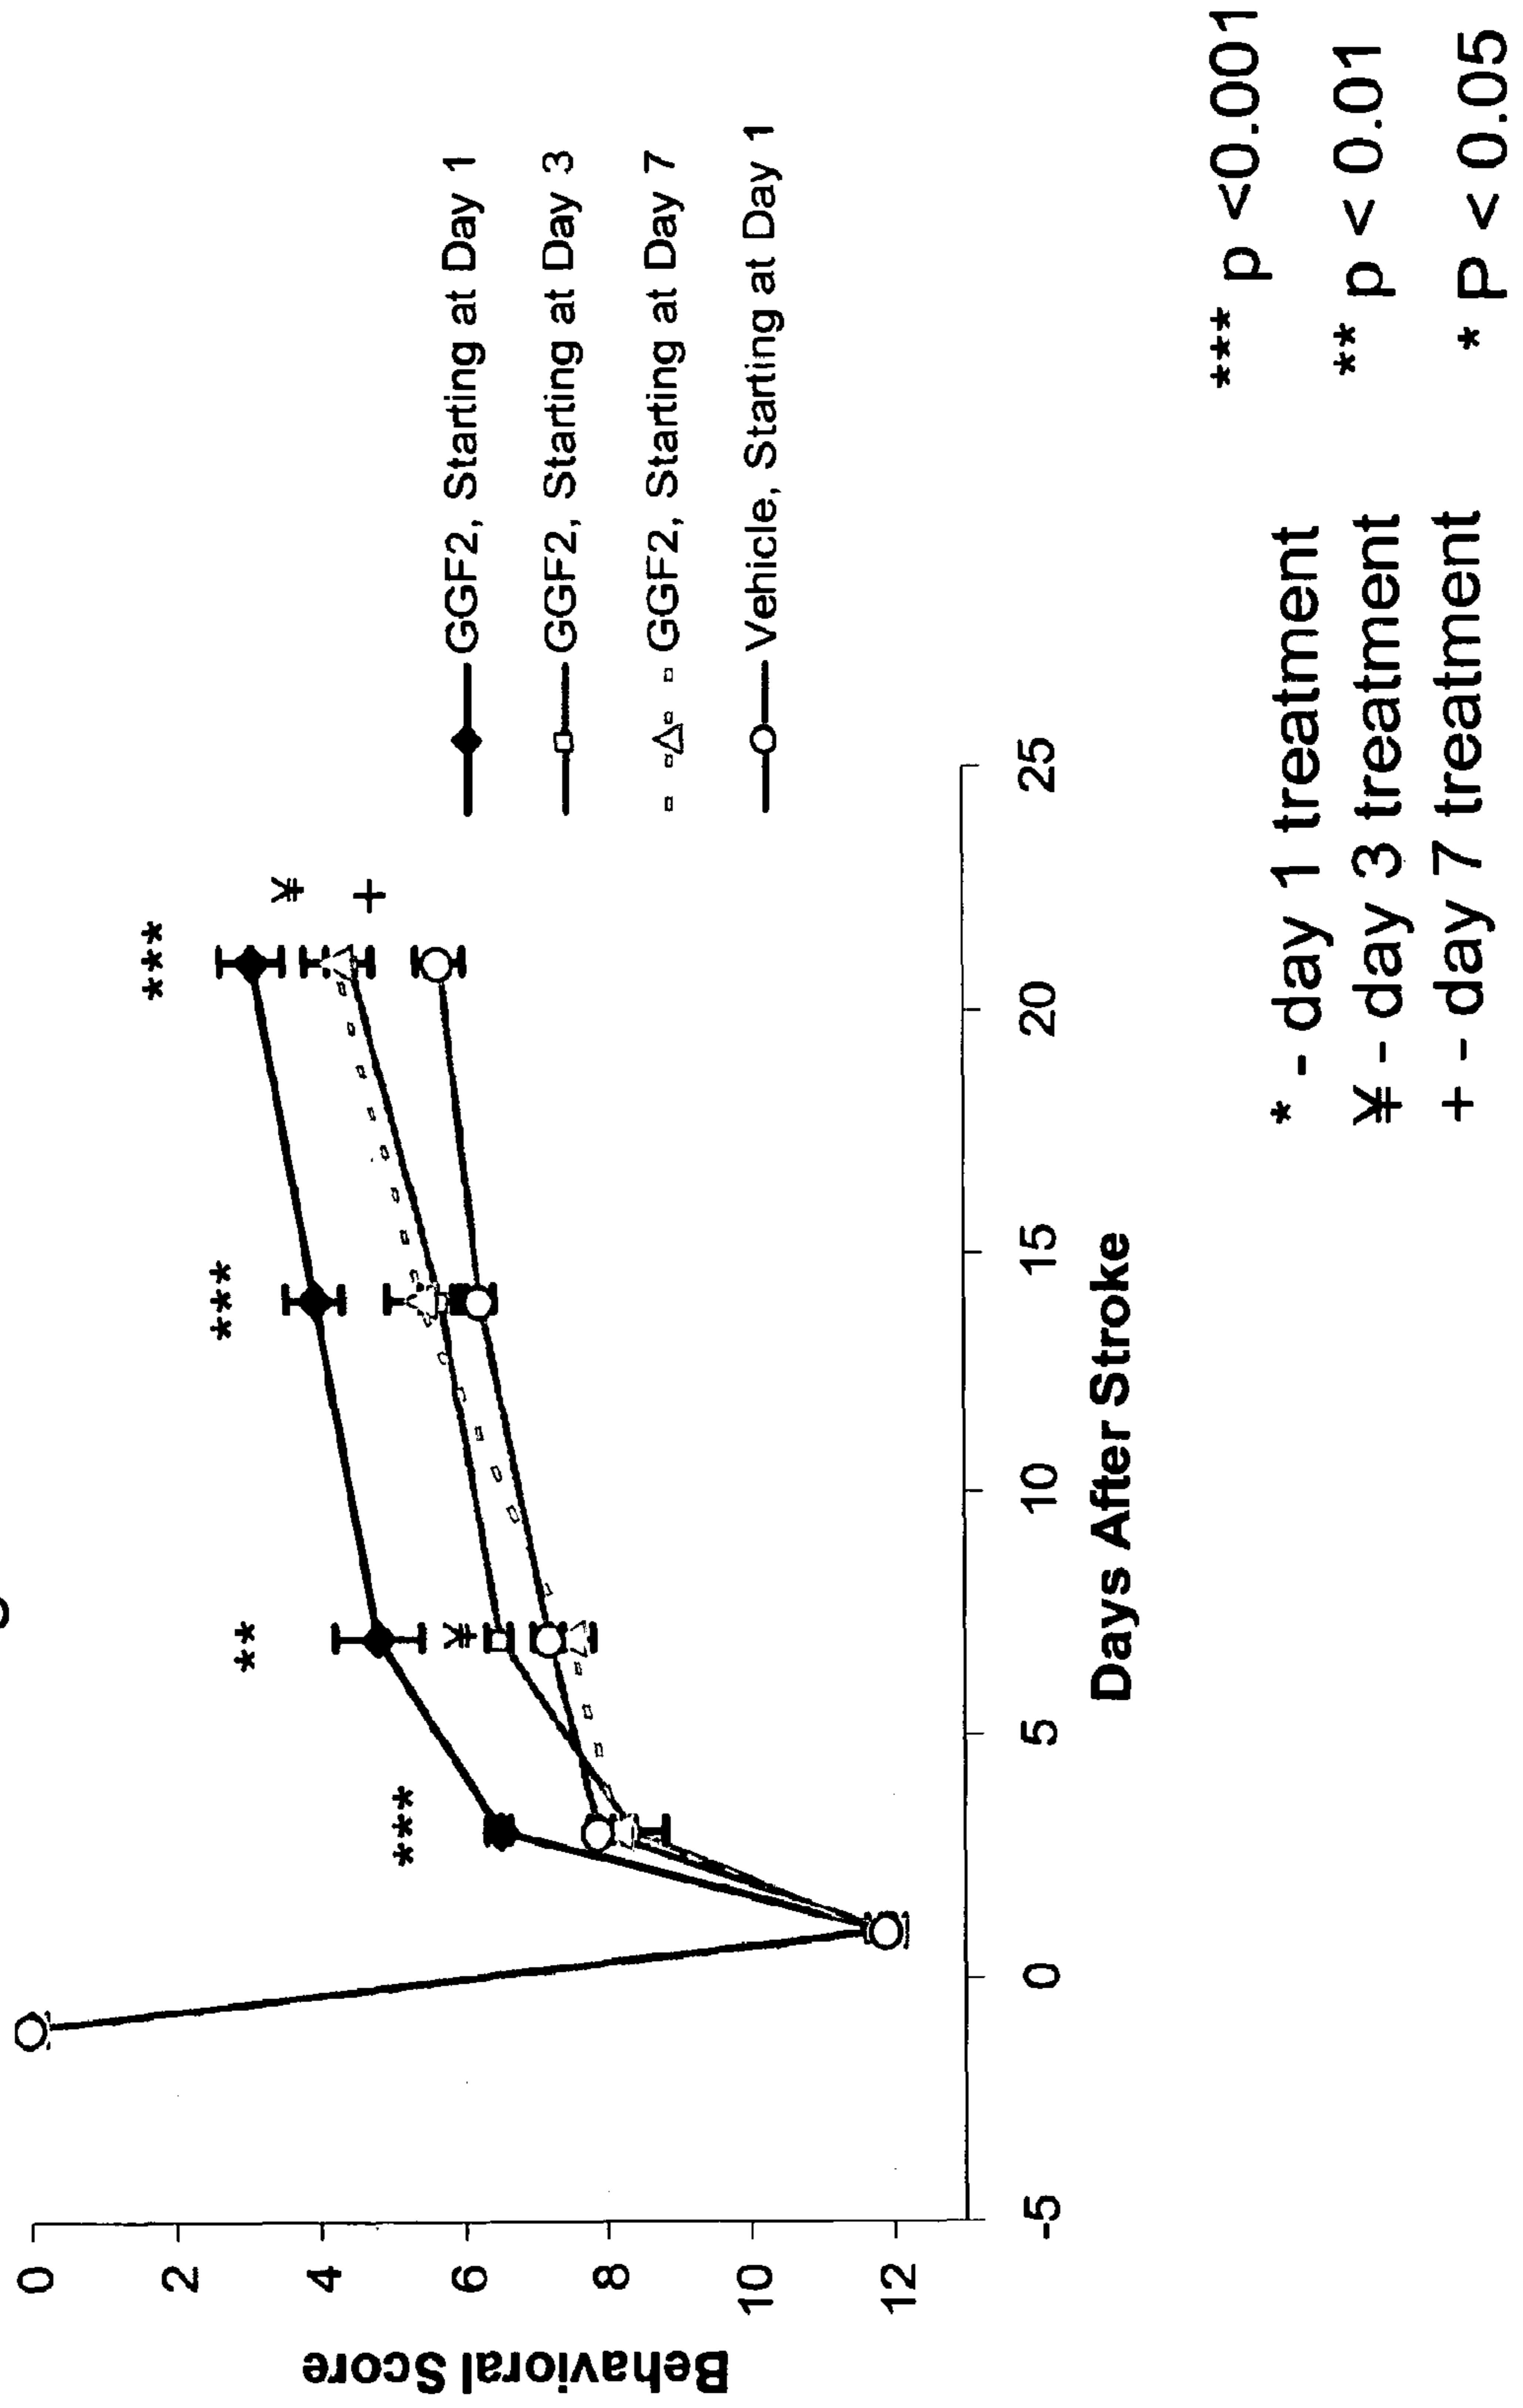 Behavioral Score
0
2
4
6
8
10
12
***
**
***
***
¥
¥
+
-5
0
5
10
15
20
25
Days After Stroke
GGF2, Starting at Day 1
GGF2, Starting at Day 3
GGF2, Starting at Day 7
Vehicle, Starting at Day 1
* - day 1 treatment
¥ - day 3 treatment
+ - day 7 treatment
*** p <0.001
** p < 0.01
* P < 0.05